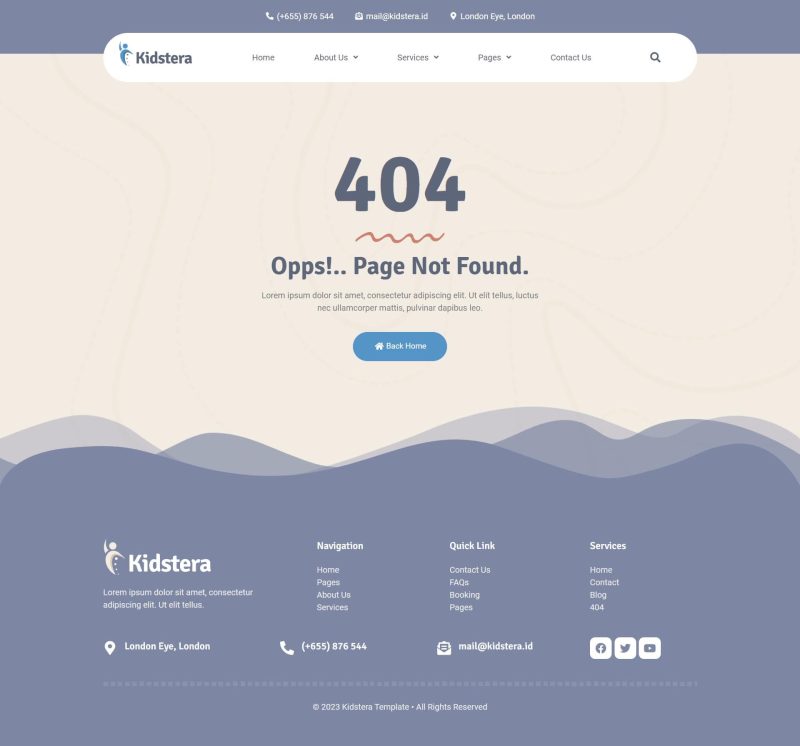 (+655) 876 544 mail@kidstera.id London Eye, London
Kidstera Home About Us Services Pages Contact Us
404
Opps!.. Page Not Found.
Lorem ipsum dolor sit amet, consectetur adipiscing elit. Ut elit tellus, luctus
nec ullamcorper mattis, pulvinar dapibus leo.
Back Home
Kidstera
Lorem ipsum dolor sit amet, consectetur
adipiscing elit. Ut elit tellus.
Navigation
Home
Pages
About Us
Services
Quick Link
Contact Us
FAQs
Booking
Pages
Services
Home
Contact
Blog
404
London Eye, London (+655) 876 544 mail@kidstera.id
© 2023 Kidstera Template • All Rights Reserved